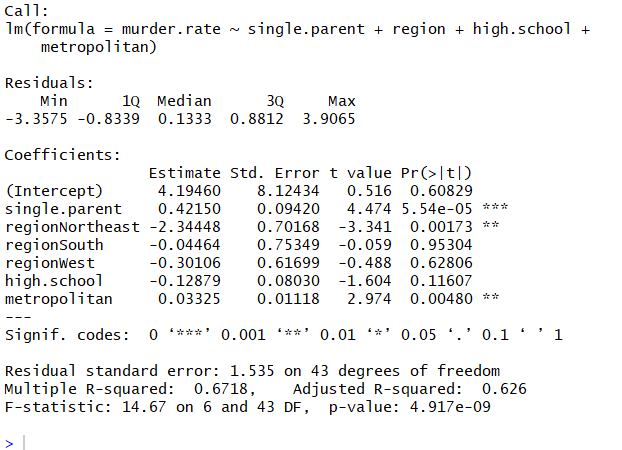 Call:
lm(formula = murder.rate ~ single.parent + region + high.school +
    metropolitan)

Residuals:
    Min      1Q  Median      3Q     Max
-3.3575 -0.8339  0.1333  0.8812  3.9065

Coefficients:
                Estimate Std. Error t value Pr(>|t|)
(Intercept)      4.19460    8.12434   0.516  0.60829
single.parent    0.42150    0.09420   4.474 5.54e-05 ***
regionNortheast -2.34448    0.70168  -3.341  0.00173 **
regionSouth     -0.04464    0.75349  -0.059  0.95304
regionWest      -0.30106    0.61699  -0.488  0.62806
high.school     -0.12879    0.08030  -1.604  0.11607
metropolitan     0.03325    0.01118   2.974  0.00480 **
---
Signif. codes:  0 ‘***’ 0.001 ‘**’ 0.01 ‘*’ 0.05 ‘.’ 0.1 ‘ ’ 1

Residual standard error: 1.535 on 43 degrees of freedom
Multiple R-squared:  0.6718,    Adjusted R-squared:  0.626
F-statistic: 14.67 on 6 and 43 DF,  p-value: 4.917e-09

>